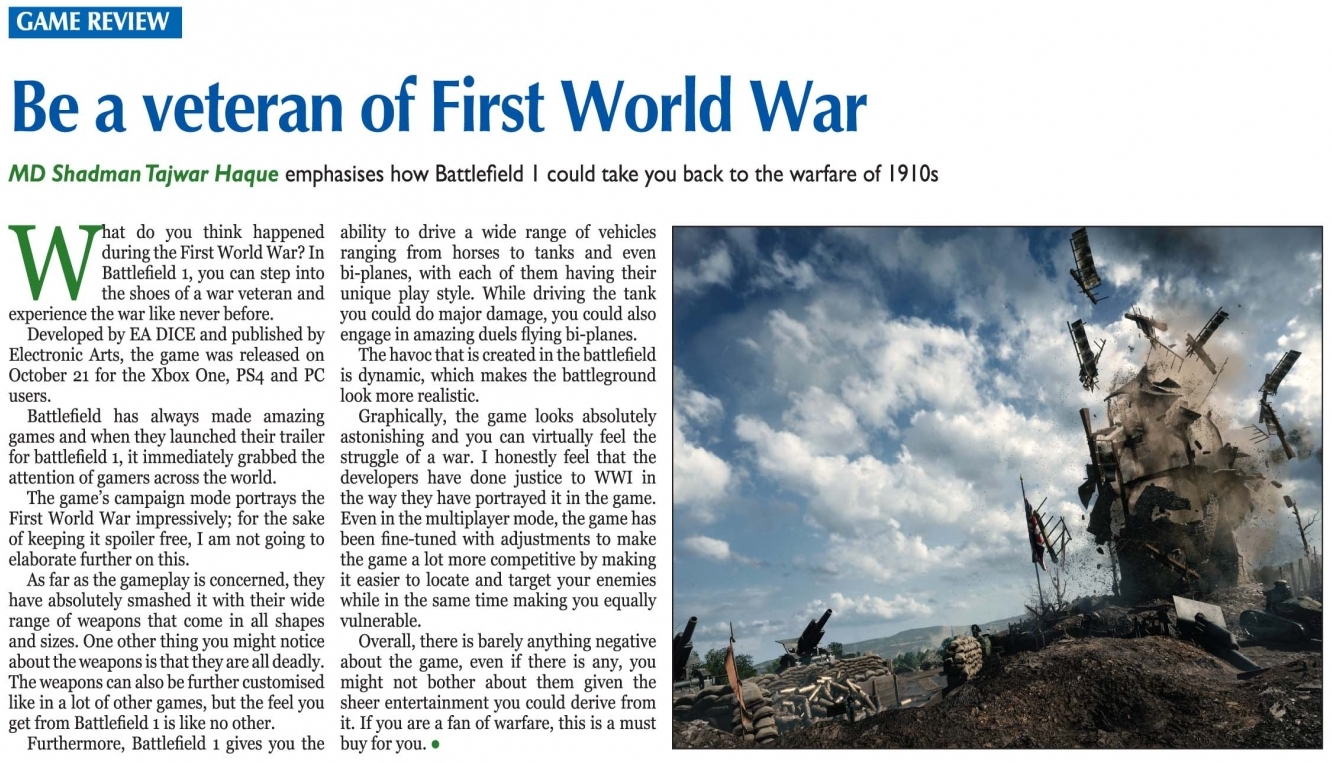 GAME REVIEW
Be a veteran of First World War
MD Shadman Tajwar Haque emphasises how Battlefield 1 could take you back to the warfare of 1910s
What do you think happened
during the First World War? In
Battlefield 1, you can step into
the shoes of a war veteran and
experience the war like never before.
Developed by EA DICE and published by
Electronic Arts, the game was released on
October 21 for the Xbox One, PS4 and PC
users.
Battlefield has always made amazing
games and when they launched their trailer
for battlefield 1, it immediately grabbed the
attention of gamers across the world.
The game's campaign mode portrays the
First World War impressively; for the sake
of keeping it spoiler free, I am not going to
elaborate further on this.
As far as the gameplay is concerned, they
have absolutely smashed it with their wide
range of weapons that come in all shapes
and sizes. One other thing you might notice
about the weapons is that they are all deadly.
The weapons can also be further customised
like in a lot of other games, but the feel you
get from Battlefield 1 is like no other.
Furthermore, Battlefield 1 gives you the
ability to drive a wide range of vehicles
ranging from horses to tanks and even
bi-planes, with each of them having their
unique play style. While driving the tank
you could do major damage, you could also
engage in amazing duels flying bi-planes.
The havoc that is created in the battlefield
is dynamic, which makes the battleground
look more realistic.
Graphically, the game looks absolutely
astonishing and you can virtually feel the
struggle of a war. I honestly feel that the
developers have done justice to WWI in
the way they have portrayed it in the game.
Even in the multiplayer mode, the game has
been fine-tuned with adjustments to make
the game a lot more competitive by making
it easier to locate and target your enemies
while in the same time making you equally
vulnerable.
Overall, there is barely anything negative
about the game, even if there is any, you
might not bother about them given the
sheer entertainment you could derive from
it. If you are a fan of warfare, this is a must
buy for you. ●